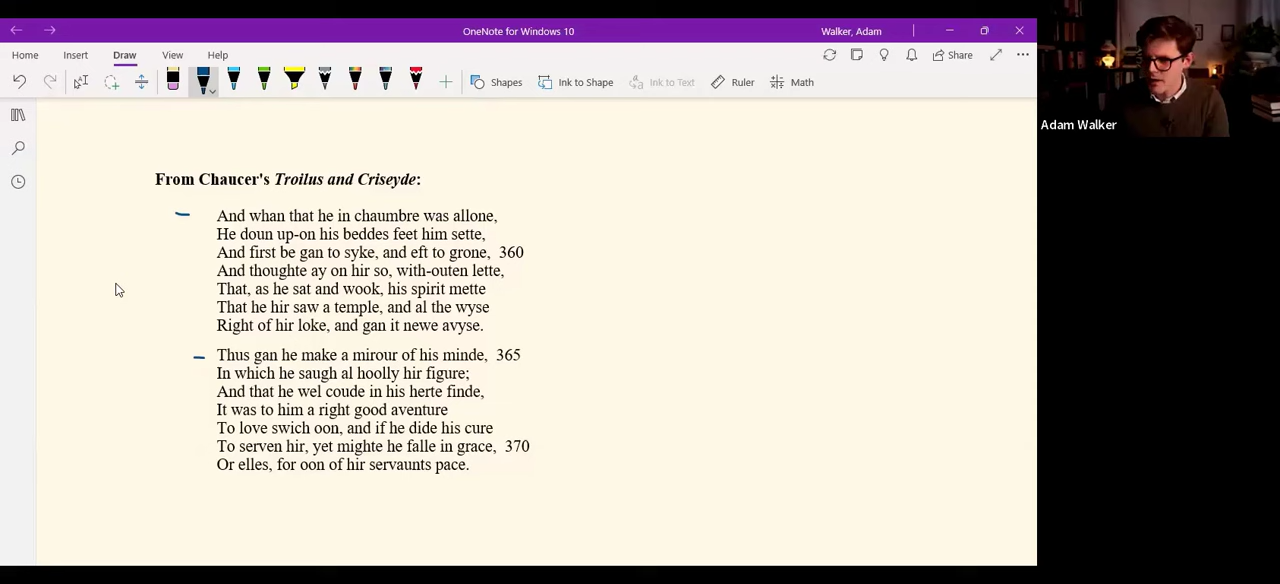 OneNote for Windows 10
Walker, Adam
Home Insert Draw View Help
Share
Shapes Ink to Shape Ink to Text Ruler Math
Adam Walker
From Chaucer's Troilus and Criseyde:
And whan that he in chaumbre was allone,
He doun up-on his beddes feet him sette,
And first be gan to syke, and eft to grone, 360
And thoughte ay on hir so, with-outen lette,
That, as he sat and wook, his spirit mette
That he hir saw a temple, and al the wyse
Right of hir loke, and gan it newe avyse.
Thus gan he make a mirour of his minde, 365
In which he saugh al hoolly hir figure;
And that he wel coude in his herte finde,
It was to him a right good aventure
To love swich oon, and if he dide his cure
To serven hir, yet mighte he falle in grace, 370
Or elles, for oon of hir servaunts pace.